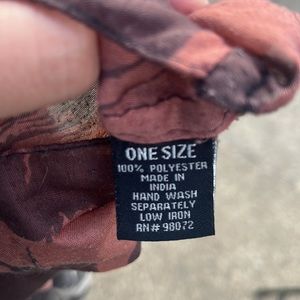 ONE SIZE
100% POLYESTER
MADE IN
INDIA
HAND WASH
SEPARATELY
LOW IRON
RN# 98072